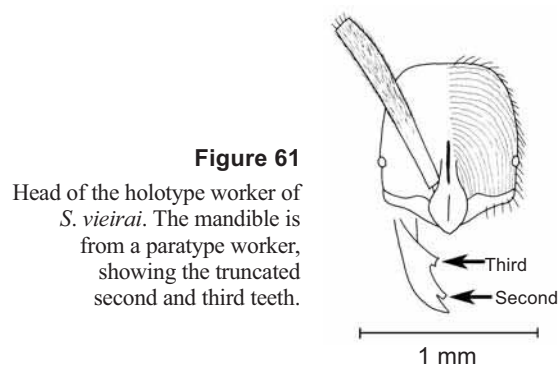 Figure 61
Head of the holotype worker of
S. vieirai. The mandible is
from a paratype worker,
showing the truncated
second and third teeth.
Third
Second
1 mm